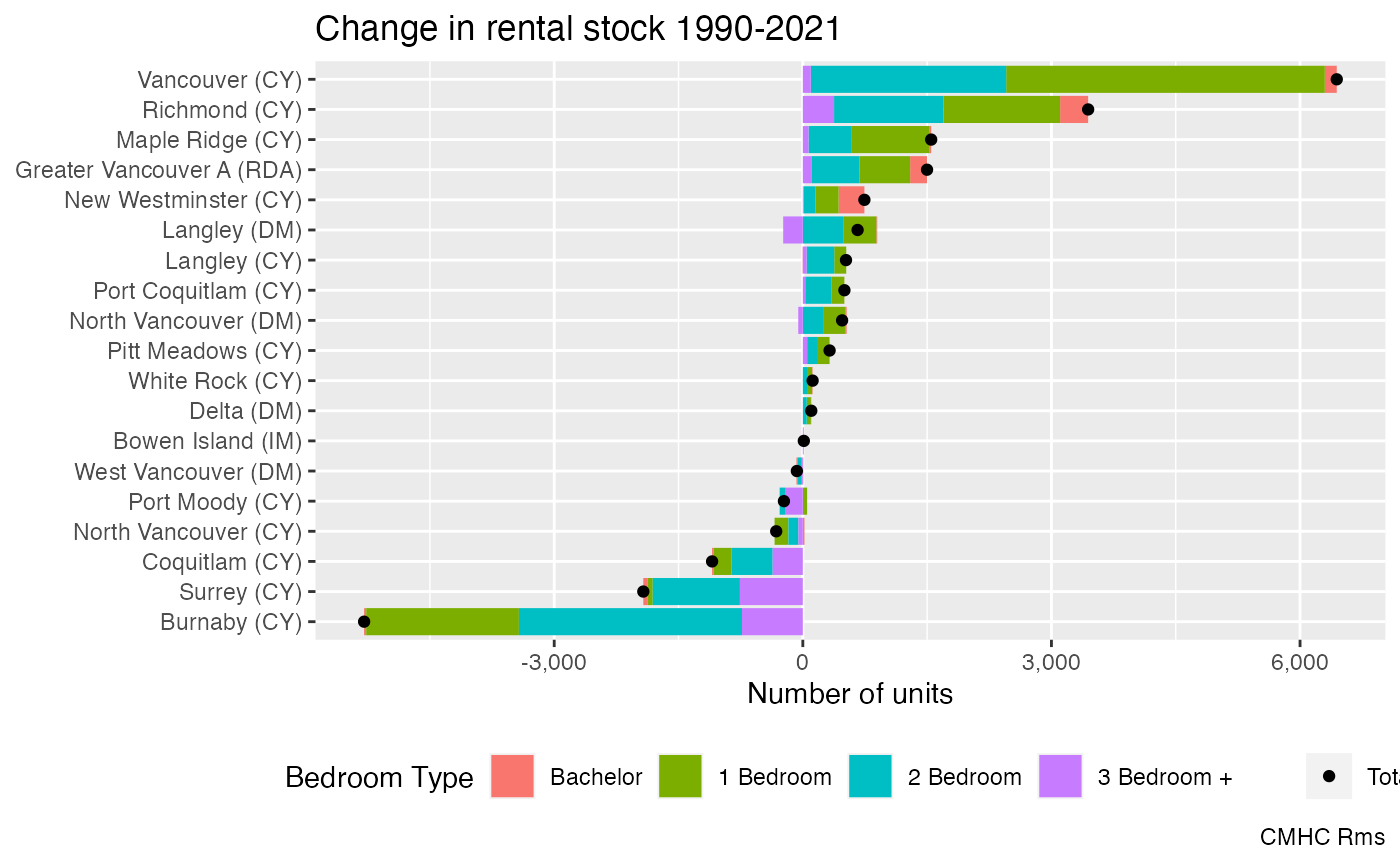 Change in rental stock 1990-2021
Vancouver (CY)
Richmond (CY)
Maple Ridge (CY)
Greater Vancouver A (RDA)
New Westminster (CY)
Langley (DM)
Langley (CY)
Port Coquitlam (CY)
North Vancouver (DM)
Pitt Meadows (CY)
White Rock (CY)
Delta (DM)
Bowen Island (IM)
West Vancouver (DM)
Port Moody (CY)
North Vancouver (CY)
Coquitlam (CY)
Surrey (CY)
Burnaby (CY)
-3,000 0 3,000 6,000
Number of units
Bedroom Type Bachelor 1 Bedroom 2 Bedroom 3 Bedroom +
CMHC Rms